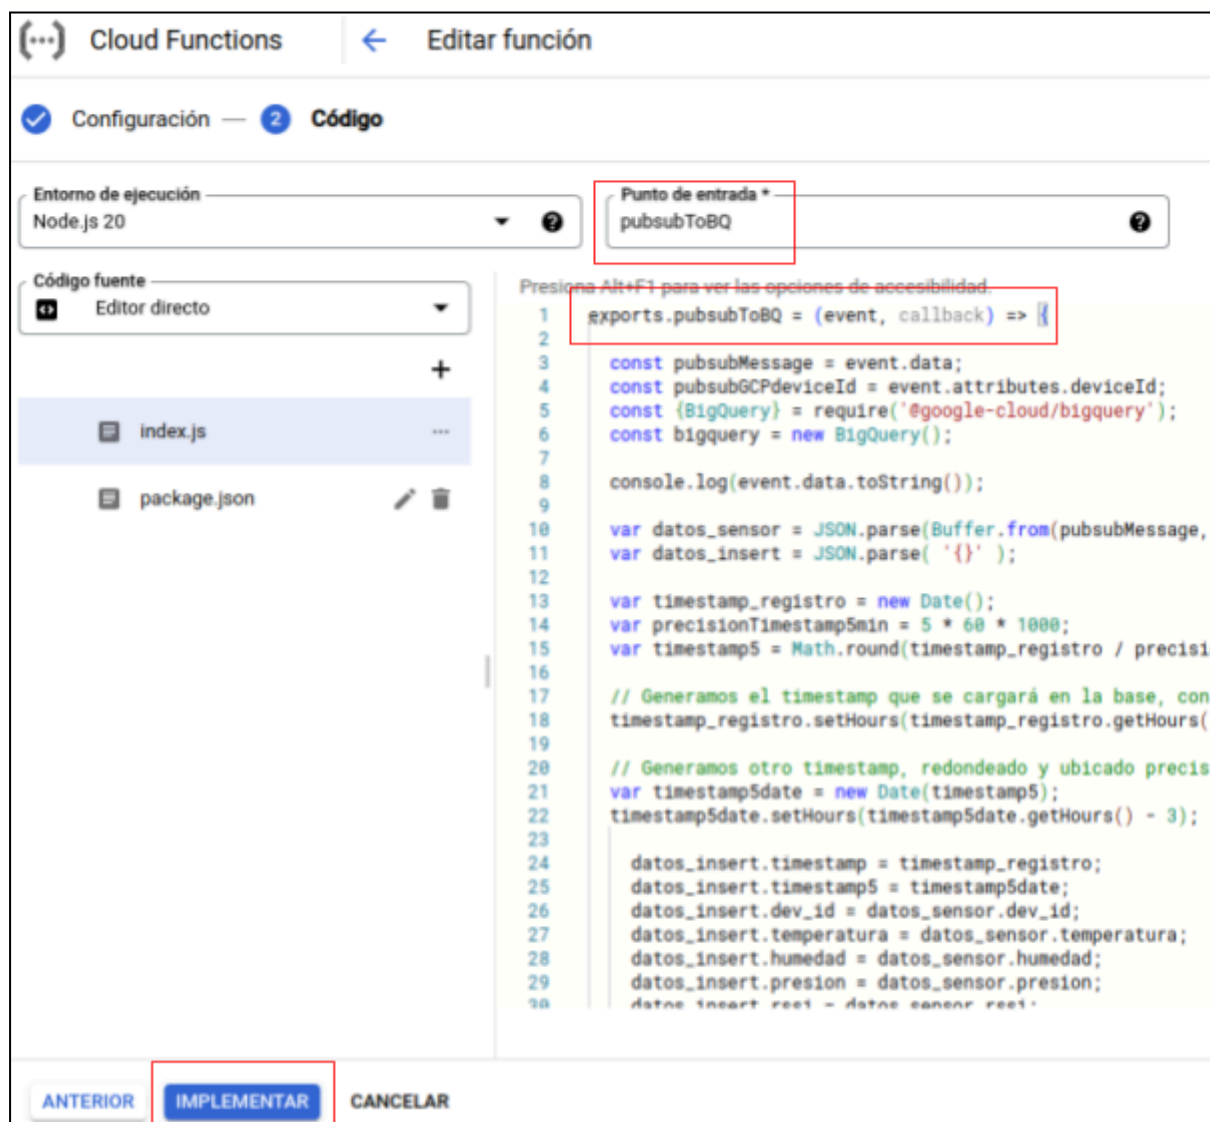 Cloud Functions
Editar función
Configuración
2
Código
Entorno de ejecución
Node.js 20
Punto de entrada *
pubsubToBQ
Código fuente
Editor directo
index.js
package.json
Presiona Alt+F1 para ver las opciones de accesibilidad.
1 exports.pubsubToBQ = (event, callback) => {
2
3 const pubsubMessage = event.data;
4 const pubsubGCPdeviceId = event.attributes.deviceId;
5 const {BigQuery} = require('@google-cloud/bigquery');
6 const bigquery = new BigQuery();
7
8 console.log(event.data.toString());
9
10 var datos_sensor = JSON.parse(Buffer.from(pubsubMessage,
11 var datos_insert = JSON.parse( '{}' );
12
13 var timestamp_registro = new Date();
14 var precisionTimestamp5min = 5 * 60 * 1000;
15 var timestamp5 = Math.round(timestamp_registro / precisi
16
17 // Generamos el timestamp que se cargará en la base, con
18 timestamp_registro.setHours(timestamp_registro.getHours(
19
20 // Generamos otro timestamp, redondeado y ubicado precis
21 var timestamp5date = new Date(timestamp5);
22 timestamp5date.setHours(timestamp5date.getHours() - 3);
23
24 datos_insert.timestamp = timestamp_registro;
25 datos_insert.timestamp5 = timestamp5date;
26 datos_insert.dev_id = datos_sensor.dev_id;
27 datos_insert.temperatura = datos_sensor.temperatura;
28 datos_insert.humedad = datos_sensor.humedad;
29 datos_insert.presion = datos_sensor.presion;
30 datos_insert.rssi = datos_sensor.rssi;
ANTERIOR
IMPLEMENTAR
CANCELAR